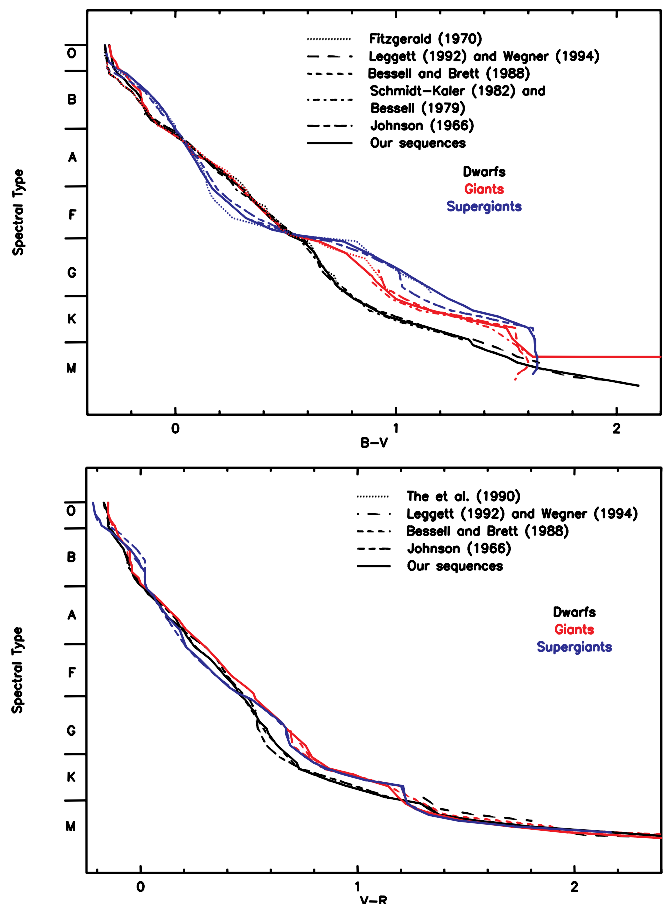 Fitzgerald (1970)
Leggett (1992) and Wegner (1994)
Bessell and Brett (1988)
Schmidt-Kaler (1982) and
Bessell (1979)
Johnson (1966)
Our sequences
Dwarfs
Giants
Supergiants
Spectral Type
O
B
A
F
G
K
M
0
1
2
B-V
The et al. (1990)
Leggett (1992) and Wegner (1994)
Bessell and Brett (1988)
Johnson (1966)
Our sequences
Dwarfs
Giants
Supergiants
Spectral Type
O
B
A
F
G
K
M
0
1
2
V-R